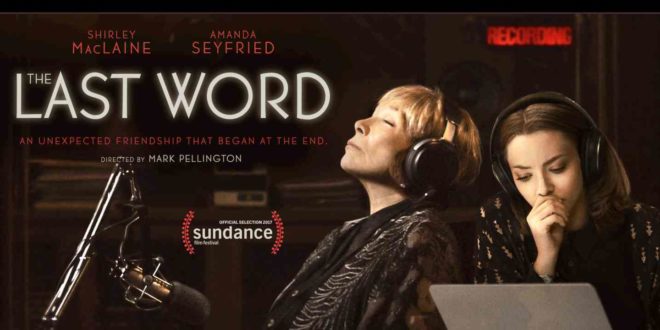 SHIRLEY
MacLAINE
AMANDA
SEYFRIED
RECORDING
THE
LAST WORD
AN UNEXPECTED FRIENDSHIP THAT BEGAN AT THE END.
DIRECTED BY MARK PELLINGTON
OFFICIAL SELECTION 2017
sundance
film festival